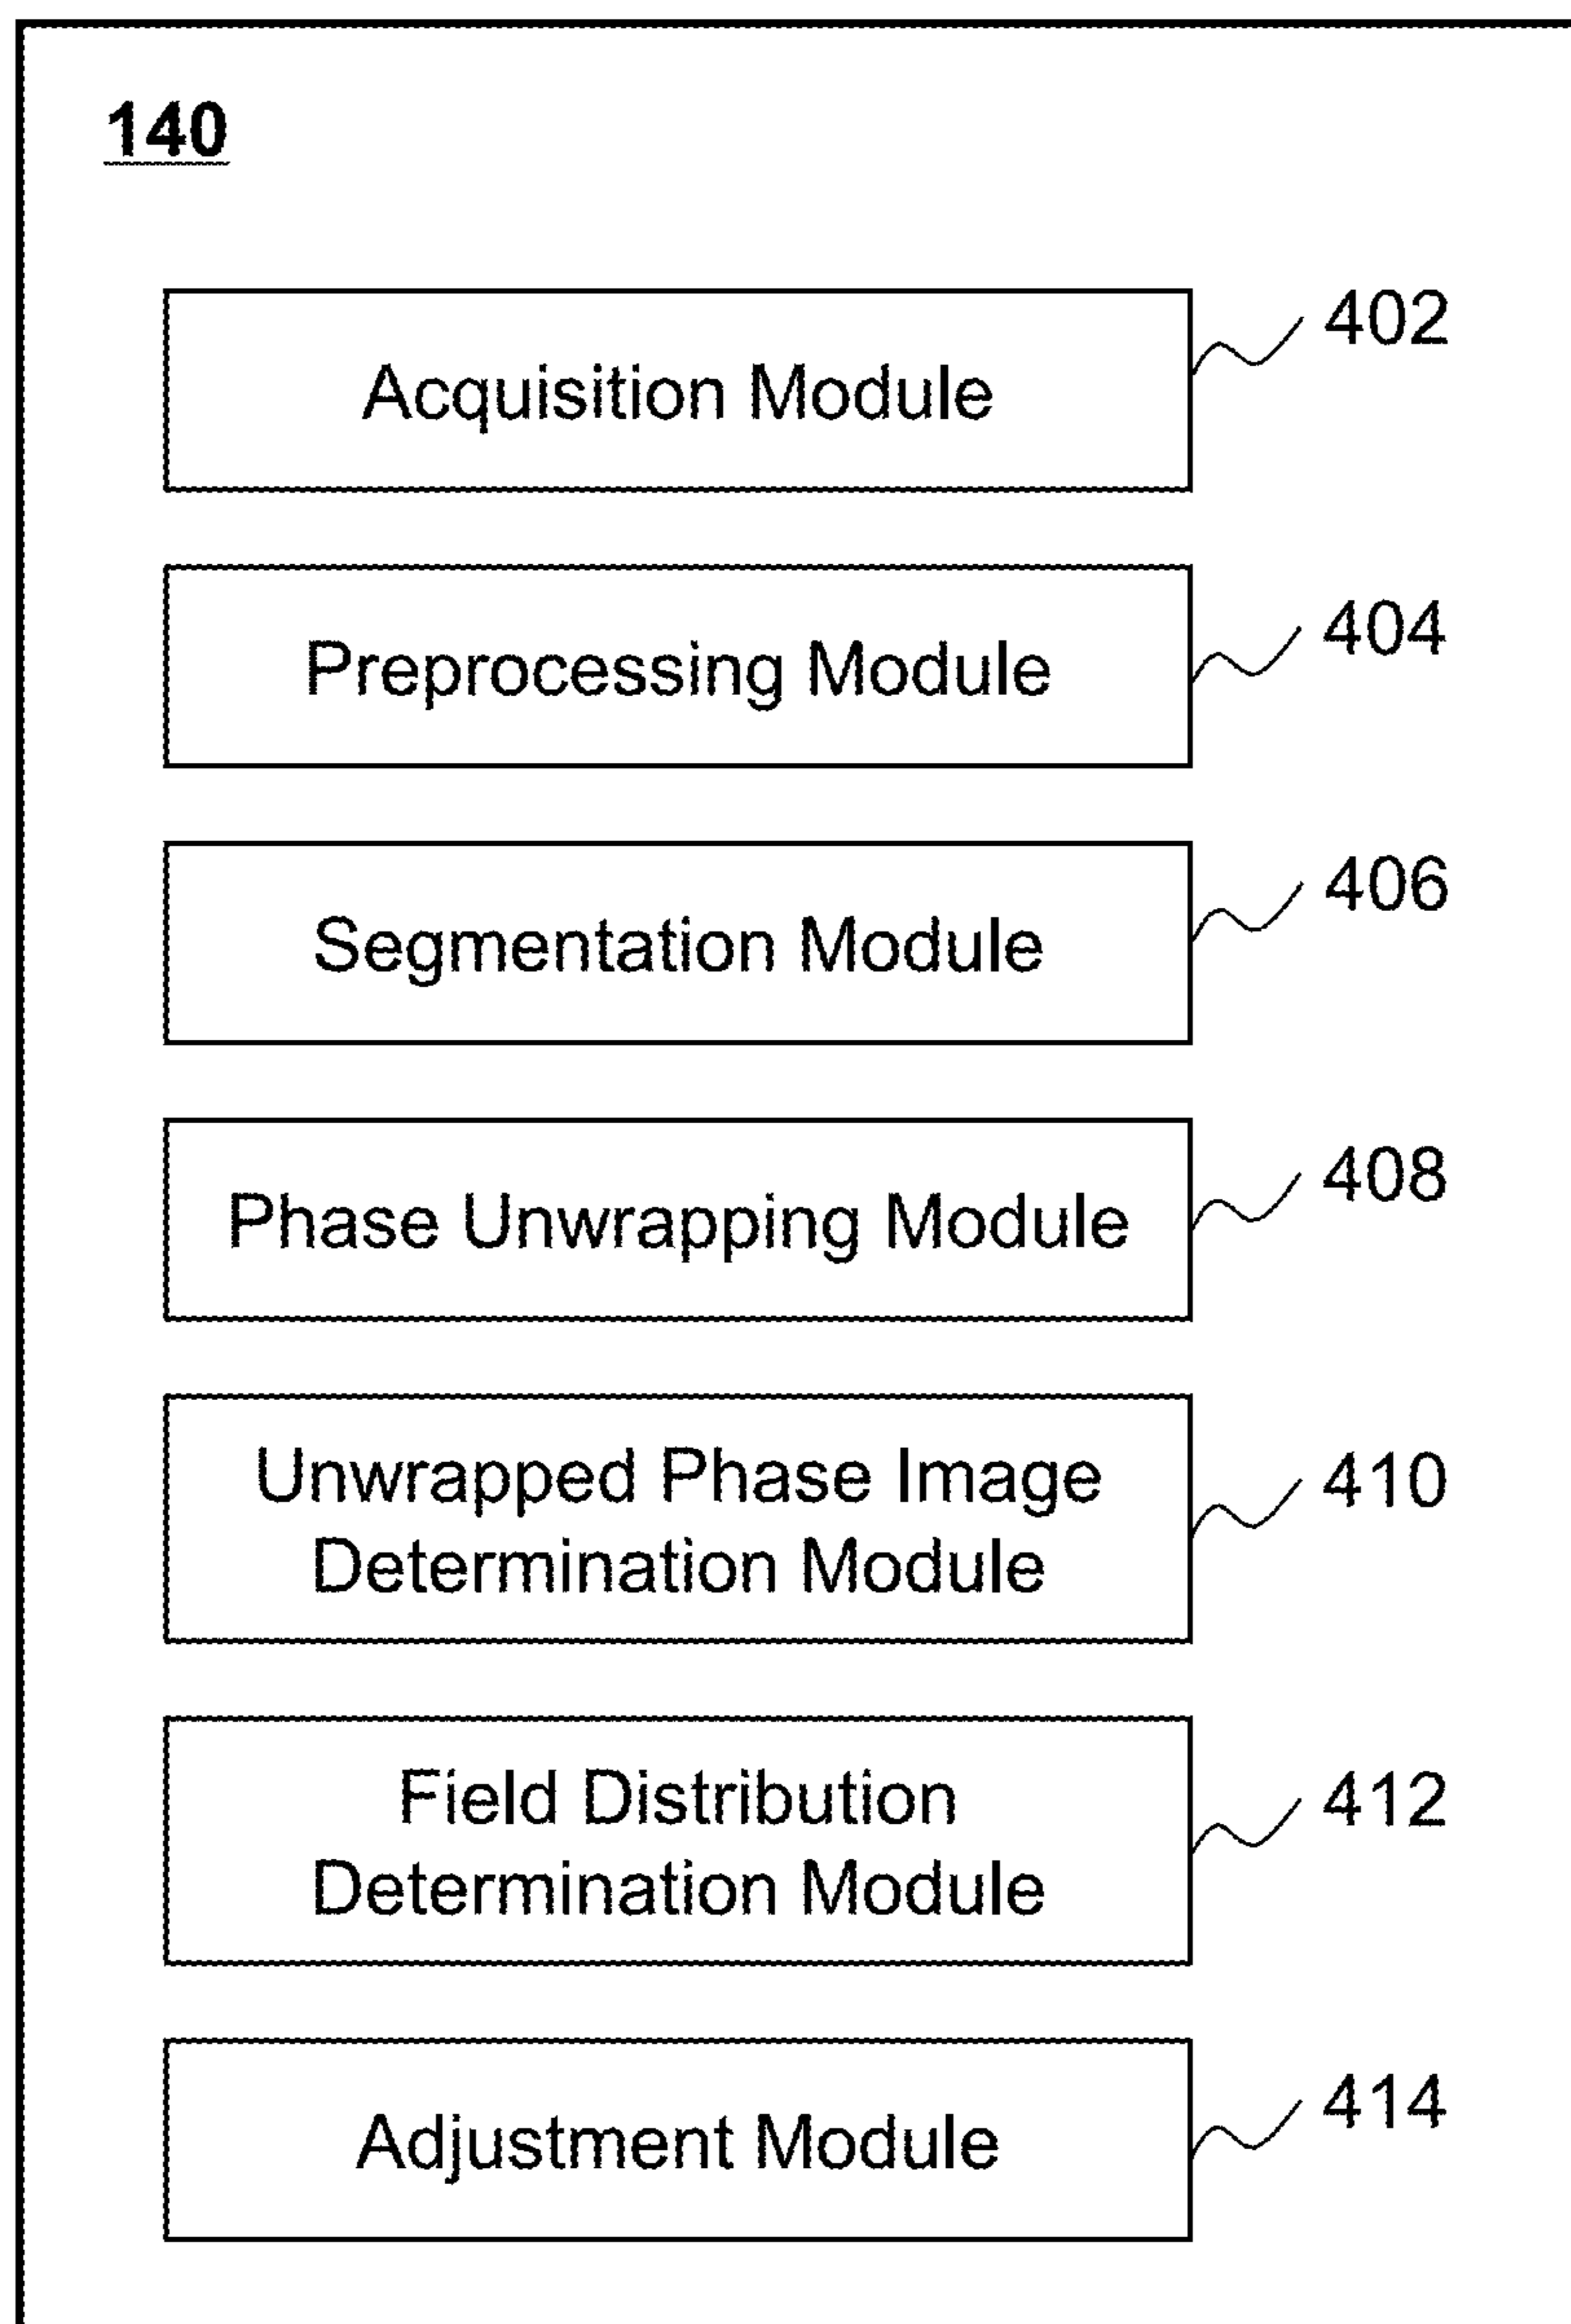 140
Acquisition Module
402
Preprocessing Module
404
Segmentation Module
406
Phase Unwrapping Module
408
Unwrapped Phase Image
Determination Module
410
Field Distribution
Determination Module
412
Adjustment Module
414